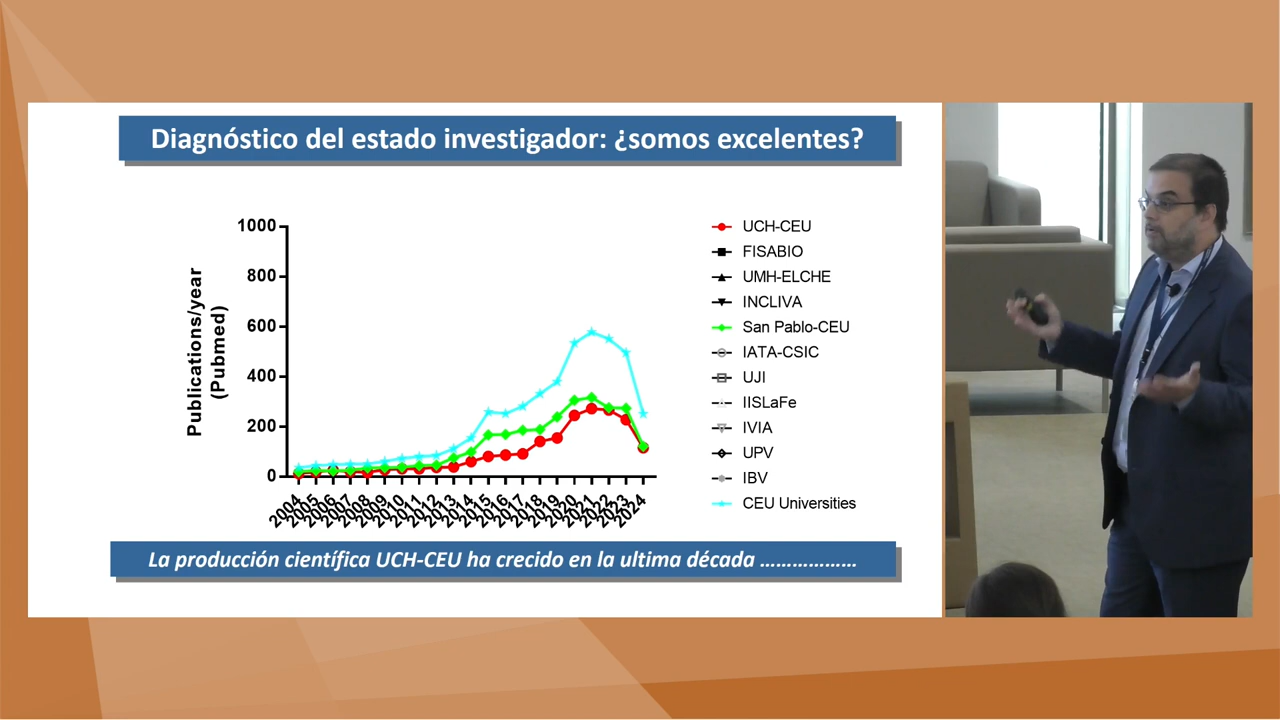 Diagnóstico del estado investigador: ¿somos excelentes?
1000
800
600
400
200
0
Publications/year
(Pubmed)
2004
2005
2006
2007
2008
2009
2010
2011
2012
2013
2014
2015
2016
2017
2018
2019
2020
2021
2022
2023
2024
UCH-CEU
FISABIO
UMH-ELCHE
INCLIVA
San Pablo-CEU
IATA-CSIC
UJI
IISLaFe
IVIA
UPV
IBV
CEU Universities
La producción científica UCH-CEU ha crecido en la ultima década ………………